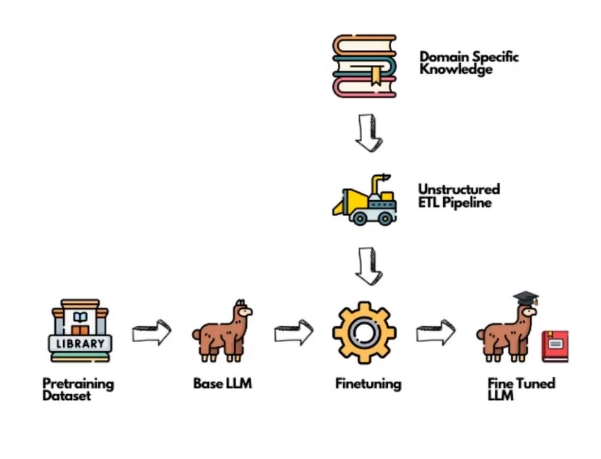 Domain Specific
Knowledge
Unstructured
ETL Pipeline
LIBRARY
Pretraining
Dataset
Base LLM
Finetuning
Fine Tuned
LLM